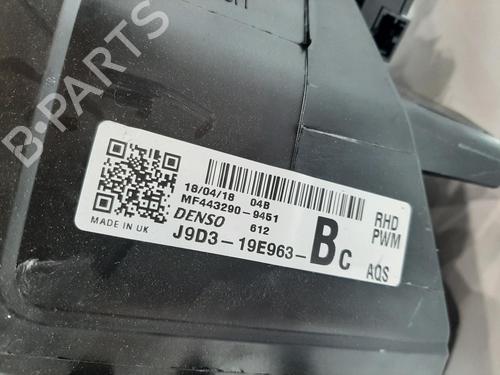 B-PARTS
18/04/18 04B
MF443290-9451
DENSO 612
MADE IN UK
J9D3-19E963-BC
RHD
PWM
AQS